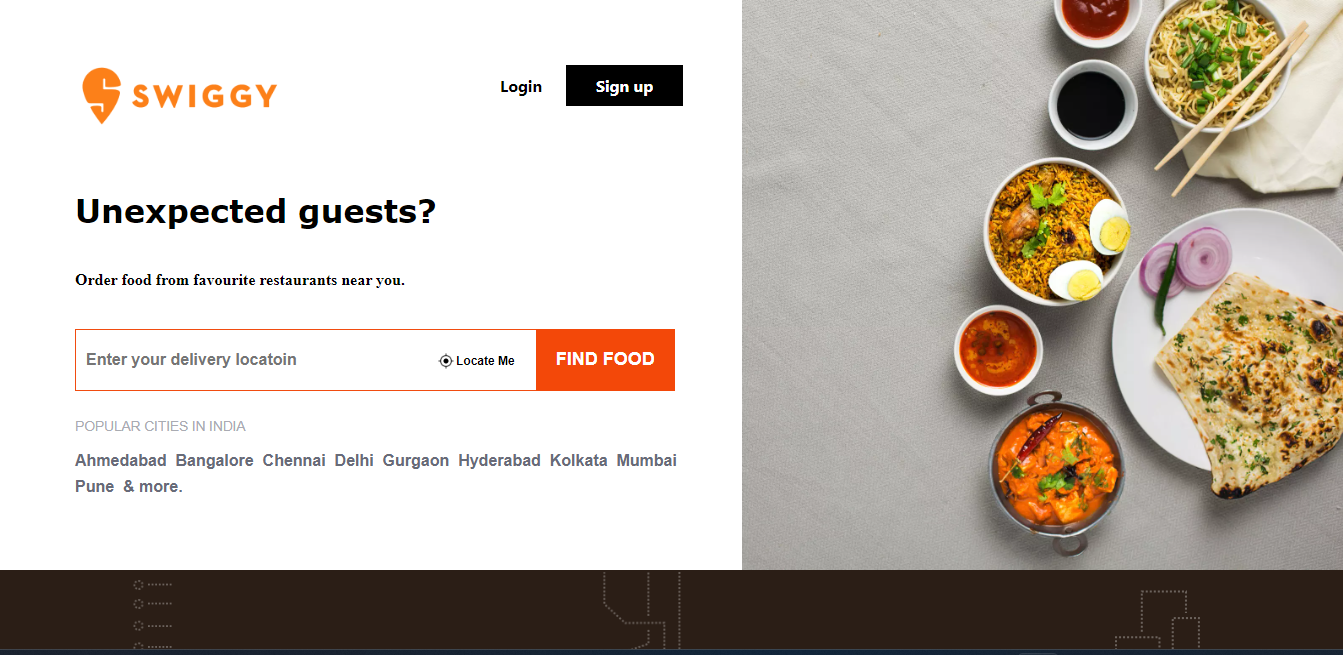 SWIGGY
Login
Sign up
Unexpected guests?
Order food from favourite restaurants near you.
Enter your delivery locatoin
Locate Me
FIND FOOD
POPULAR CITIES IN INDIA
Ahmedabad Bangalore Chennai Delhi Gurgaon Hyderabad Kolkata Mumbai
Pune & more.